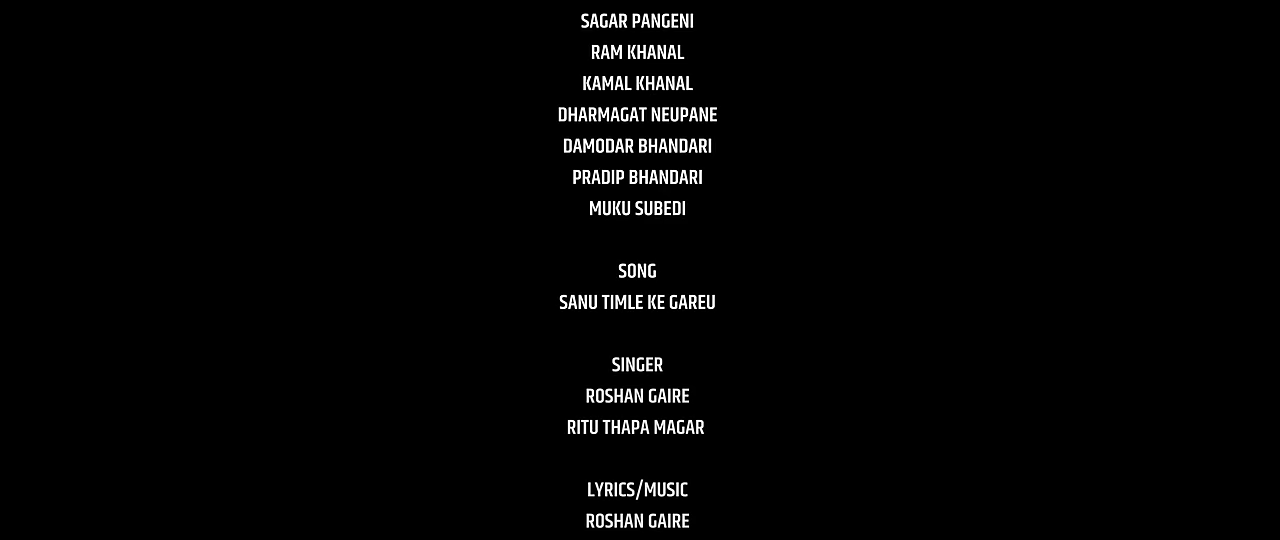 SAGAR PANGENI
RAM KHANAL
KAMAL KHANAL
DHARMAGAT NEUPANE
DAMODAR BHANDARI
PRADIP BHANDARI
MUKU SUBEDI
SONG
SANU TIMLE KE GAREU
SINGER
ROSHAN GAIRE
RITU THAPA MAGAR
LYRICS/MUSIC
ROSHAN GAIRE